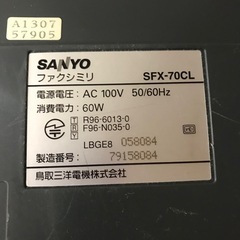 A1307
57905
SANYO
ファクシミリ SFX-70CL
電源電圧：AC 100V 50/60Hz
消費電力：60W
T R96-6013-0
F F96-N035-0
LBGE8 058084
製造番号： 79158084
鳥取三洋電機株式会社